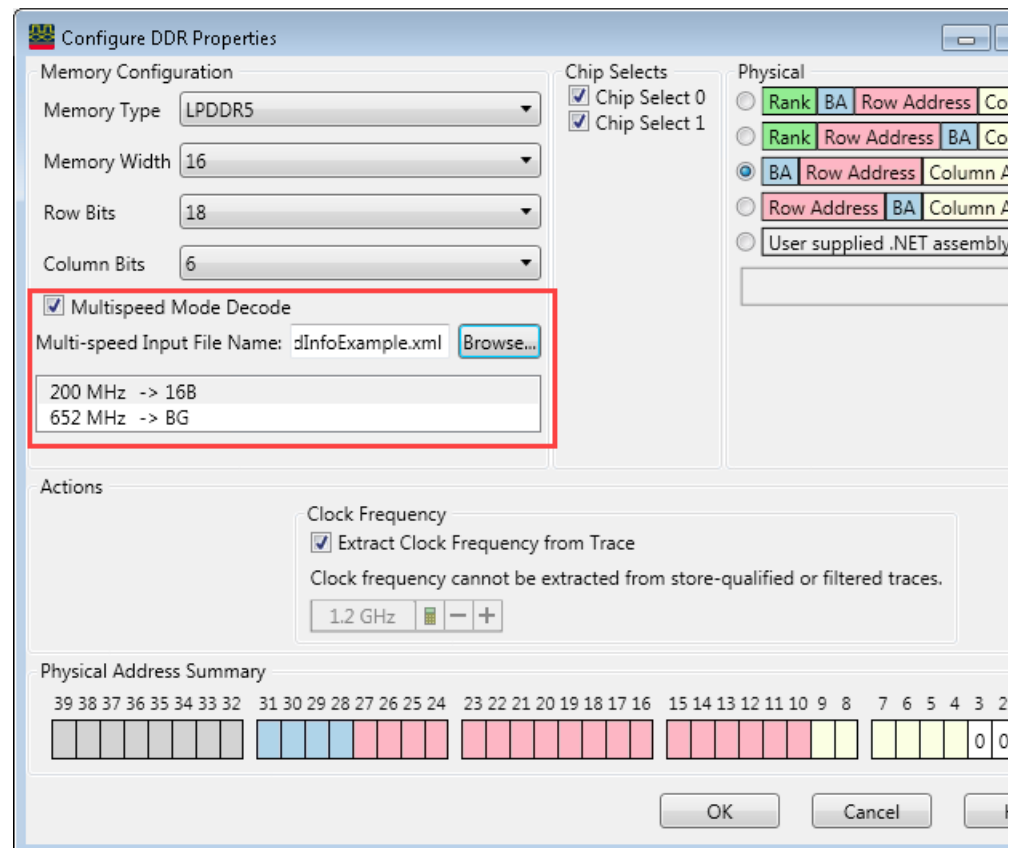 Configure DDR Properties
Memory Configuration
Memory Type LPDDR5
Memory Width 16
Row Bits 18
Column Bits 6
Multispeed Mode Decode
Multi-speed Input File Name: dInfoExample.xml Browse...
200 MHz -> 16B
652 MHz -> BG
Chip Selects
Chip Select 0
Chip Select 1
Physical
Rank BA Row Address Co
Rank Row Address BA Co
BA Row Address Column A
Row Address BA Column A
User supplied .NET assembly
Actions
Clock Frequency
Extract Clock Frequency from Trace
Clock frequency cannot be extracted from store-qualified or filtered traces.
1.2 GHz − +
Physical Address Summary
39 38 37 36 35 34 33 32 31 30 29 28 27 26 25 24 23 22 21 20 19 18 17 16 15 14 13 12 11 10 9 8 7 6 5 4 3 2
0 0
OK Cancel